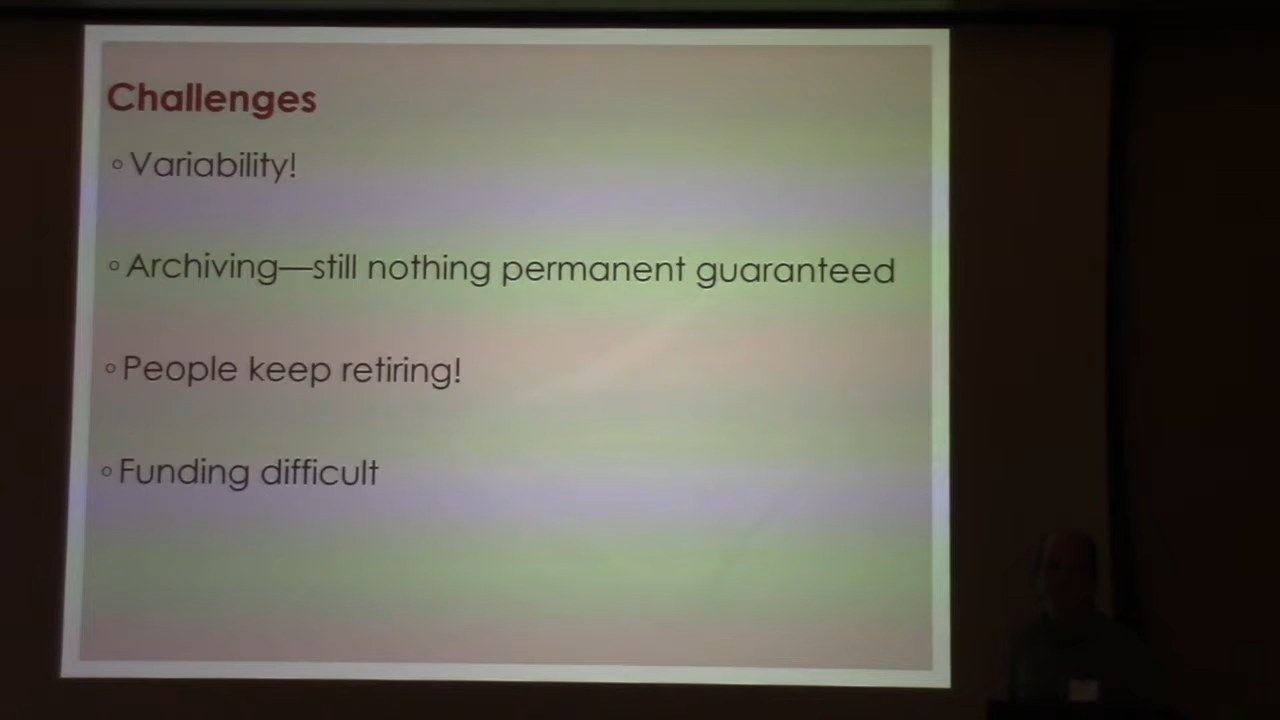 Challenges
◦ Variability!
◦ Archiving—still nothing permanent guaranteed
◦ People keep retiring!
◦ Funding difficult